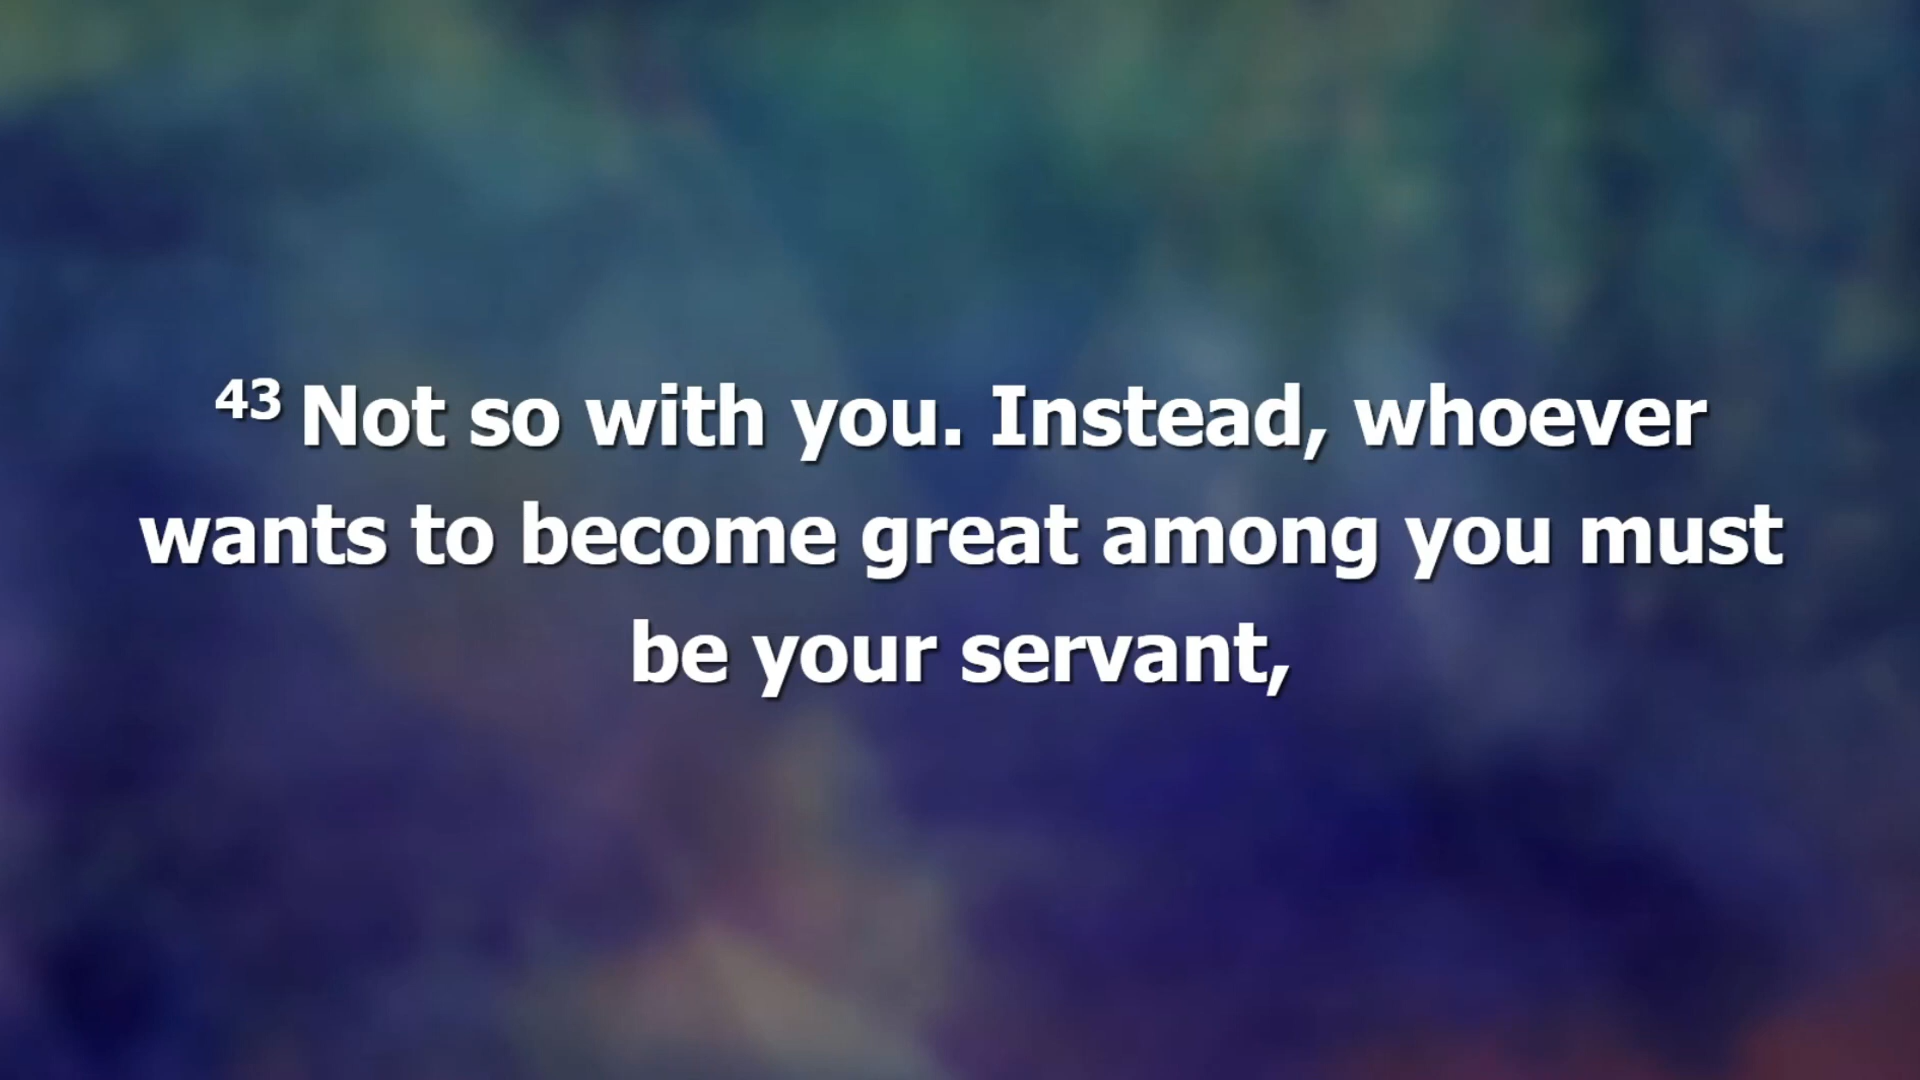 43 Not so with you. Instead, whoever
wants to become great among you must
be your servant,